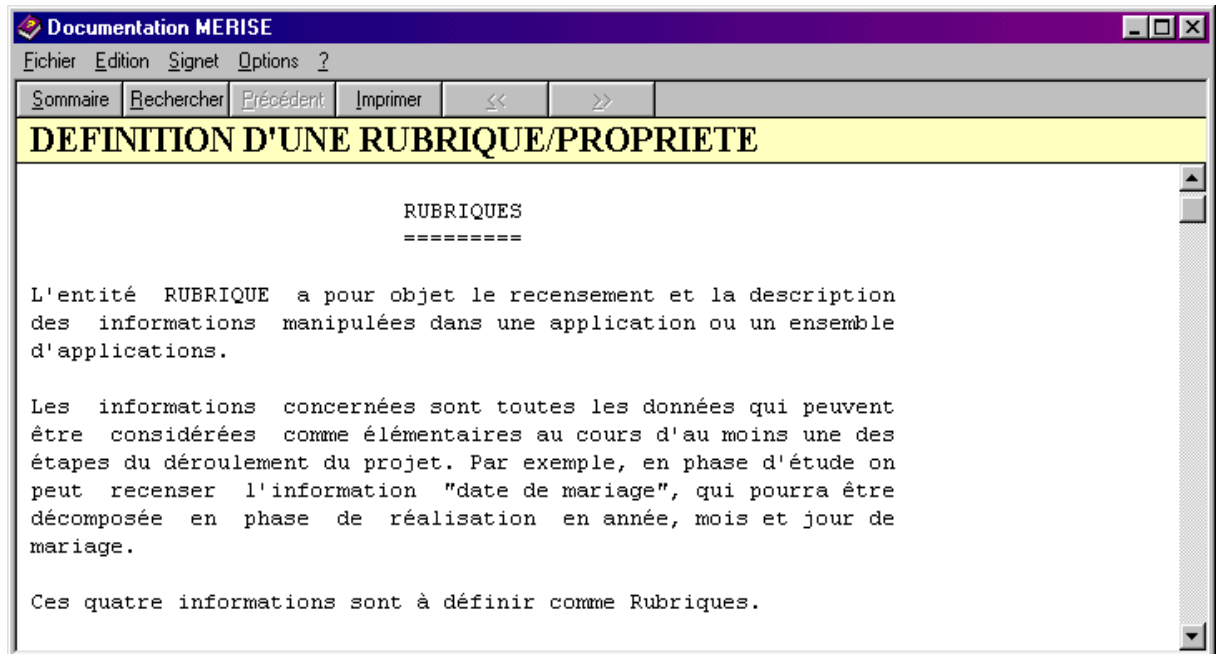 Documentation MERISE
Fichier Edition Signet Options ?
Sommaire Rechercher Précédent Imprimer << >>
DEFINITION D'UNE RUBRIQUE/PROPRIETE
RUBRIQUES
=========
L'entité RUBRIQUE a pour objet le recensement et la description
des informations manipulées dans une application ou un ensemble
d'applications.
Les informations concernées sont toutes les données qui peuvent
être considérées comme élémentaires au cours d'au moins une des
étapes du déroulement du projet. Par exemple, en phase d'étude on
peut recenser l'information "date de mariage", qui pourra être
décomposée en phase de réalisation en année, mois et jour de
mariage.
Ces quatre informations sont à définir comme Rubriques.